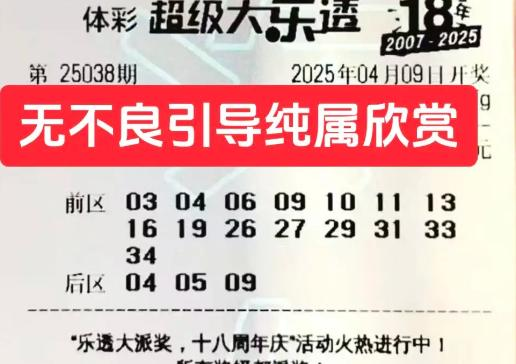 体彩 超级大乐透 18年
2007-2025
第 25038期 2025年04月09日开奖
无不良引导纯属欣赏
元
前区 03 04 06 09 10 11 13
16 19 26 27 29 31 33
34
后区 04 05 09
“乐透大派奖，十八周年庆”活动火热进行中！